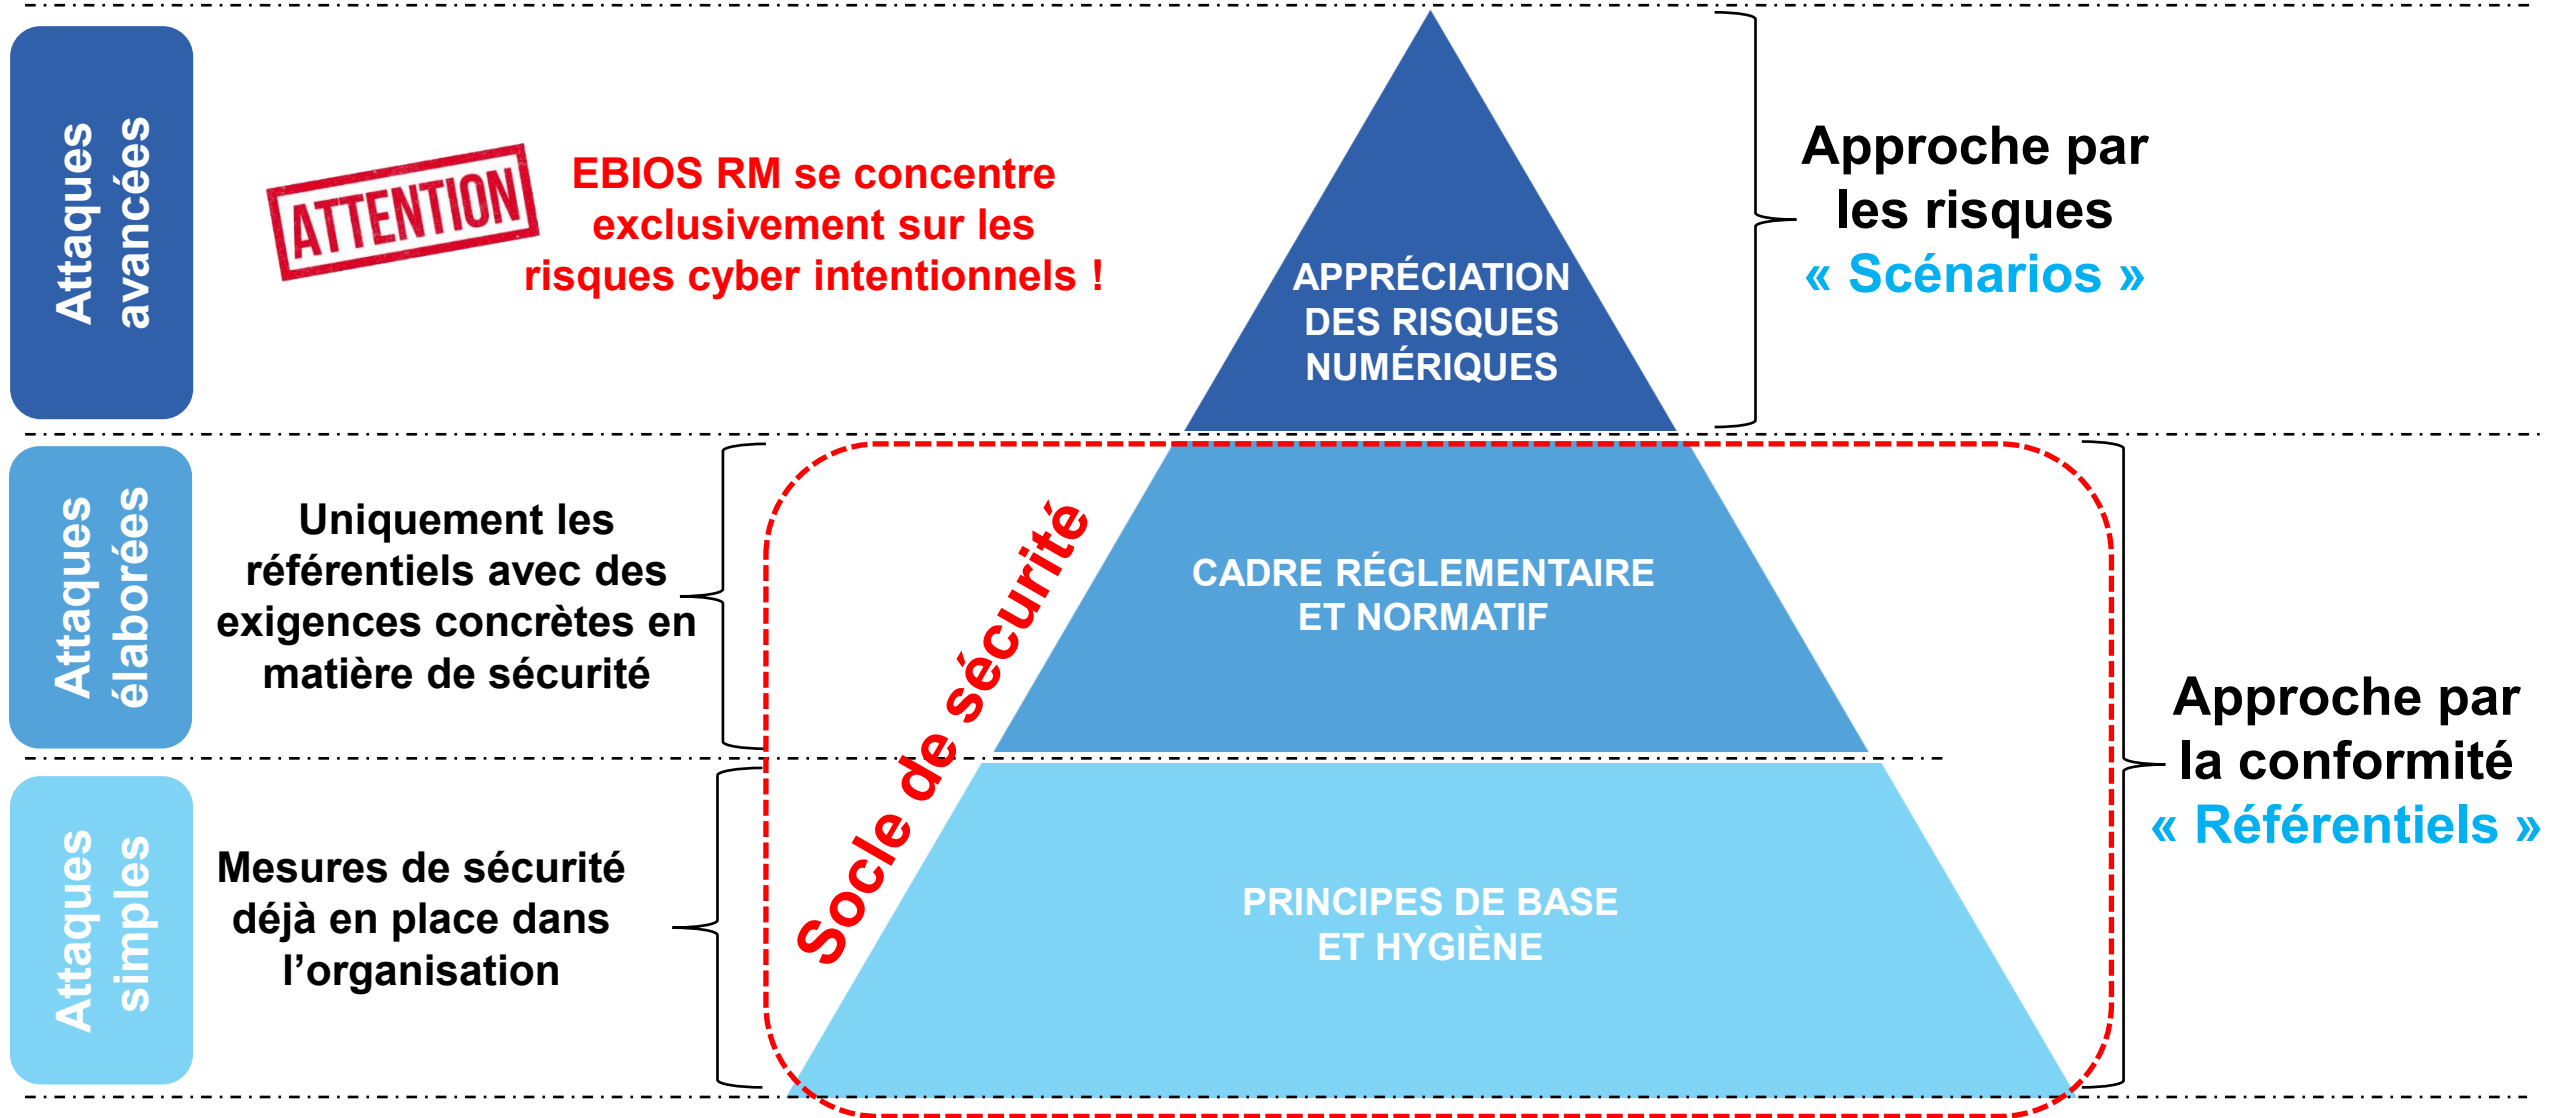 Attaques
avancées
ATTENTION
EBIOS RM se concentre
exclusivement sur les
risques cyber intentionnels !
APPRÉCIATION
DES RISQUES
NUMÉRIQUES
Approche par
les risques
« Scénarios »
Attaques
élaborées
Uniquement les
référentiels avec des
exigences concrètes en
matière de sécurité
Socle de sécurité
CADRE RÉGLEMENTAIRE
ET NORMATIF
Approche par
la conformité
« Référentiels »
Attaques
simples
Mesures de sécurité
déjà en place dans
l’organisation
PRINCIPES DE BASE
ET HYGIÈNE